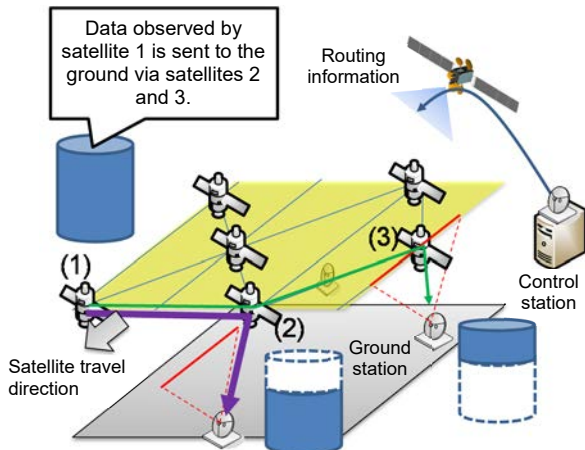 Data observed by
satellite 1 is sent to the
ground via satellites 2
and 3.
Routing
information
(3)
(1)
Control
station
(2)
Ground
station
Satellite travel
direction